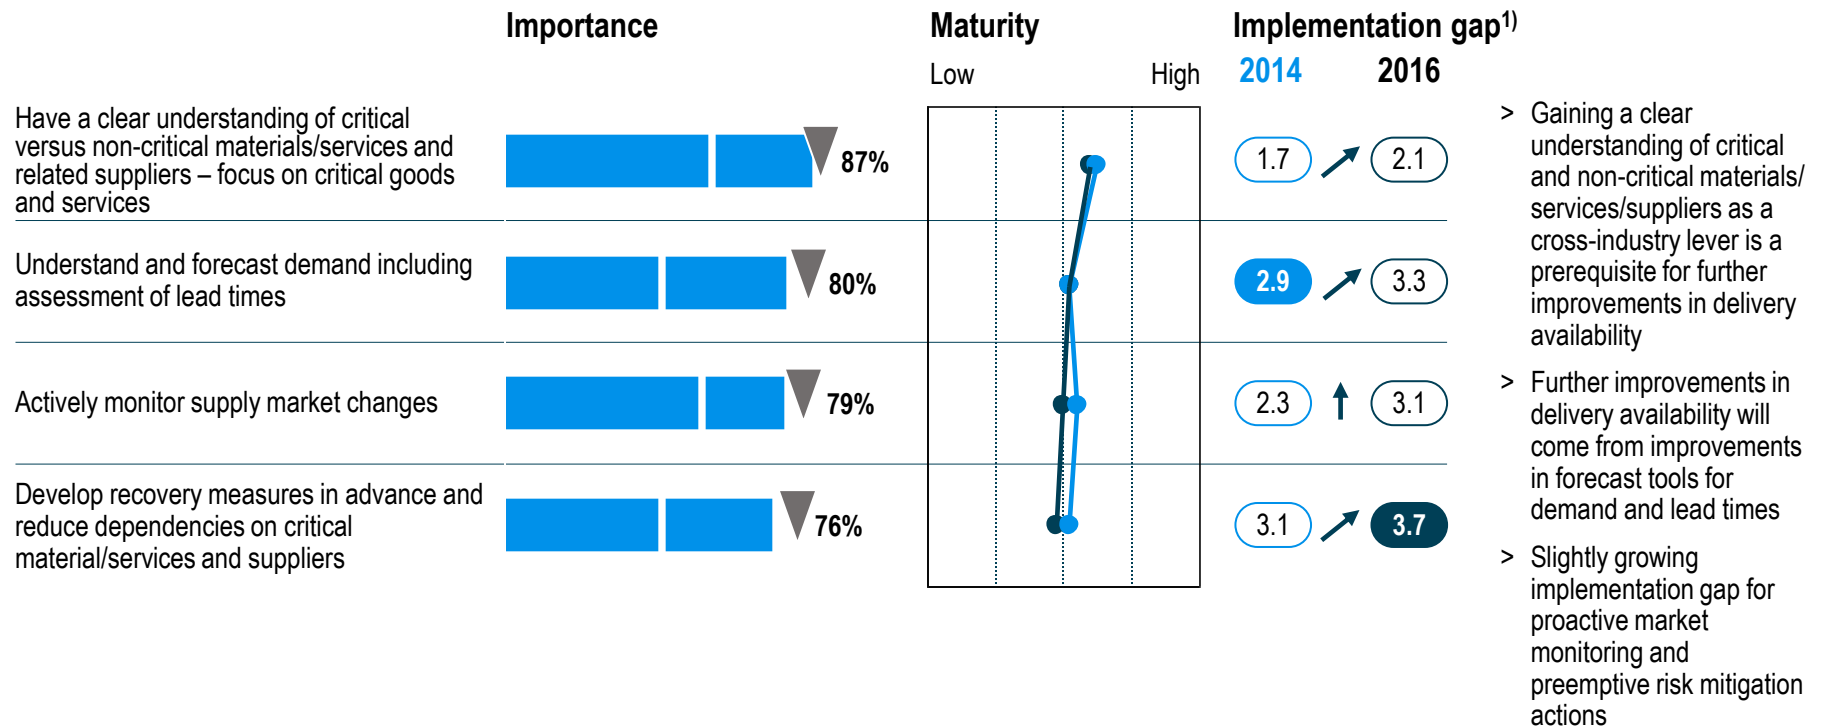 Importance
Maturity
Implementation gap1)
Low
High
2014
2016
Have a clear understanding of critical
versus non-critical materials/services and
related suppliers – focus on critical goods
and services
87%
1.7
2.1
Understand and forecast demand including
assessment of lead times
80%
2.9
3.3
Actively monitor supply market changes
79%
2.3
3.1
Develop recovery measures in advance and
reduce dependencies on critical
material/services and suppliers
76%
3.1
3.7
> Gaining a clear
understanding of critical
and non-critical materials/
services/suppliers as a
cross-industry lever is a
prerequisite for further
improvements in delivery
availability
> Further improvements in
delivery availability will
come from improvements
in forecast tools for
demand and lead times
> Slightly growing
implementation gap for
proactive market
monitoring and
preemptive risk mitigation
actions